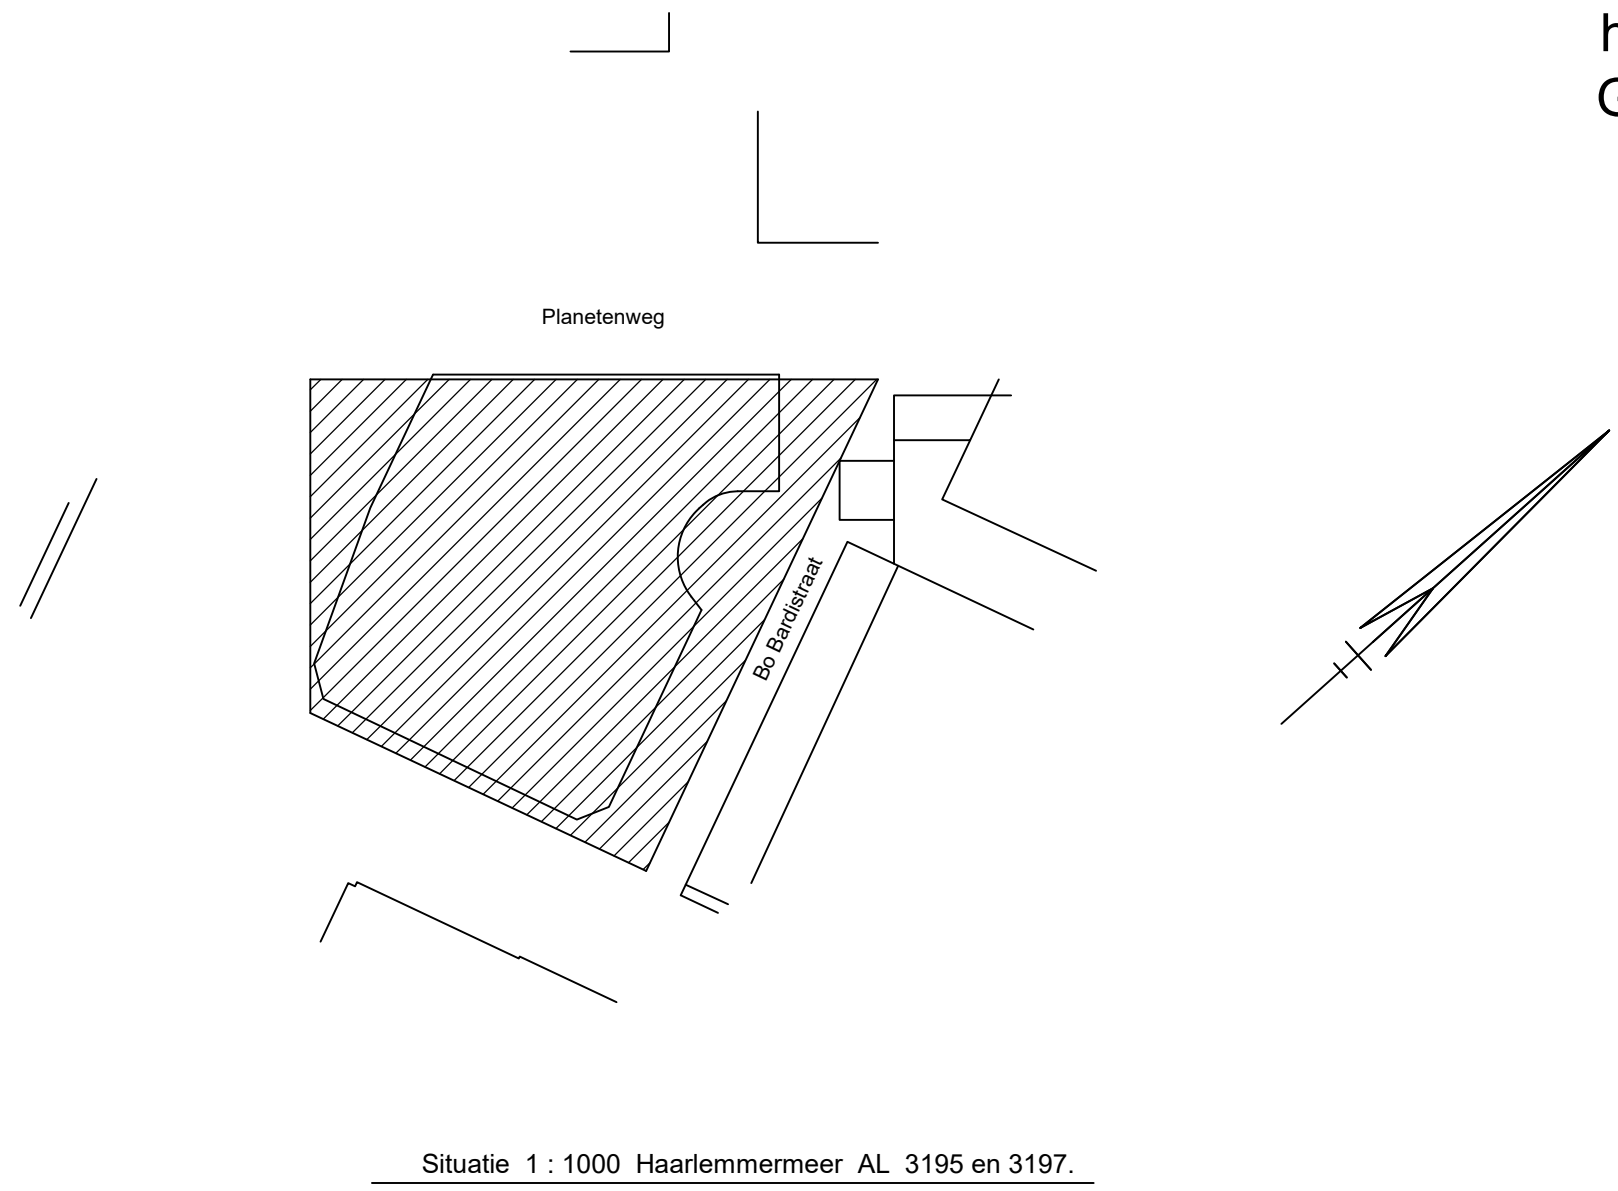 Planetenweg
Bo Bardistraat
Situatie 1 : 1000 Haarlemmermeer AL 3195 en 3197.